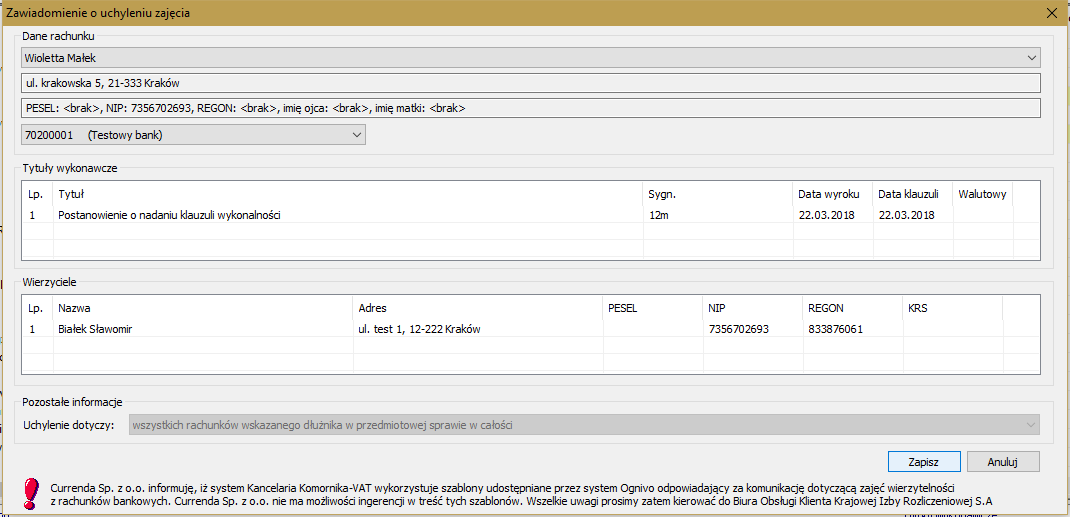 Zawiadomienie o uchyleniu zajęcia
Dane rachunku
Wioletta Małek
ul. krakowska 5, 21-333 Kraków
PESEL: <brak>, NIP: 7356702693, REGON: <brak>, imię ojca: <brak>, imię matki: <brak>
70200001 (Testowy bank)
Tytuły wykonawcze
Lp. Tytuł Sygn. Data wyroku Data klauzuli Walutowy
1 Postanowienie o nadaniu klauzuli wykonalności 12m 22.03.2018 22.03.2018
Wierzyciele
Lp. Nazwa Adres PESEL NIP REGON KRS
1 Białek Sławomir ul. test 1, 12-222 Kraków 7356702693 833876061
Pozostałe informacje
Uchylenie dotyczy: wszystkich rachunków wskazanego dłużnika w przedmiotowej sprawie w całości
Zapisz Anuluj
Currenda Sp. z o.o. informuję, iż system Kancelaria Komornika-VAT wykorzystuje szablony udostępniane przez system Ognivo odpowiadający za komunikację dotyczącą zajęć wierzytelności
z rachunków bankowych. Currenda Sp. z o.o. nie ma możliwości ingerencji w treść tych szablonów. Wszelkie uwagi prosimy zatem kierować do Biura Obsługi Klienta Krajowej Izby Rozliczeniowej S.A